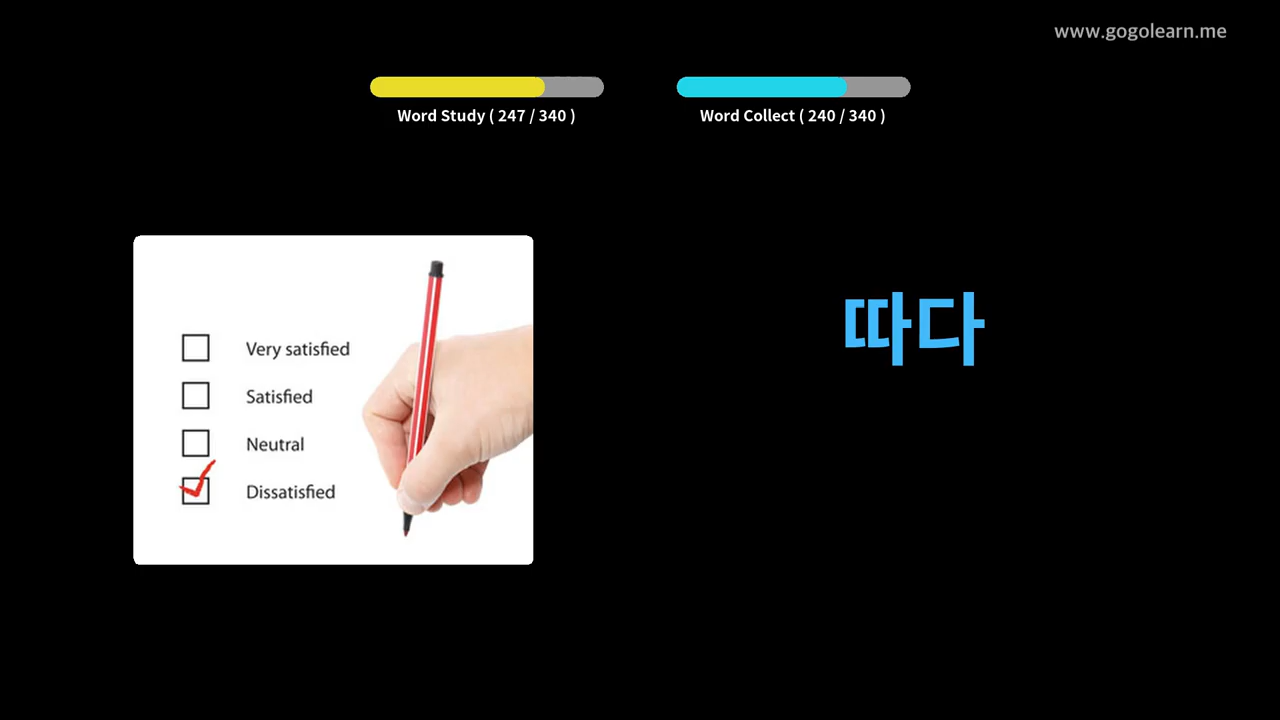 www.gogolearn.me
Word Study ( 247 / 340 )
Word Collect ( 240 / 340 )
따다
Very satisfied
Satisfied
Neutral
Dissatisfied